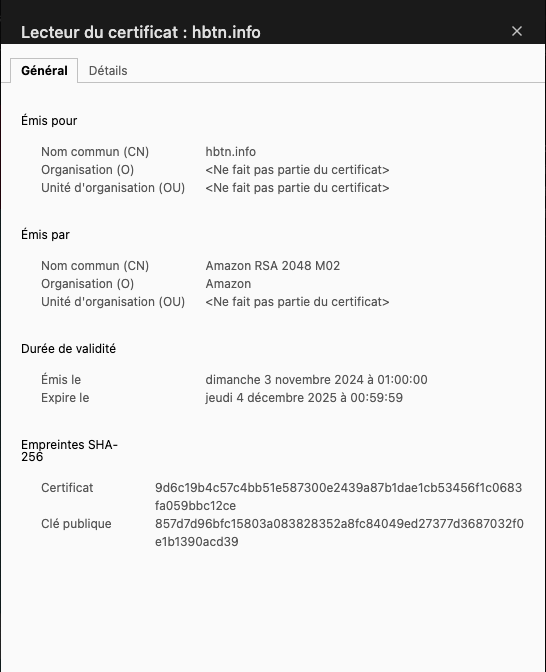 Lecteur du certificat : hbtn.info
Général Détails
Émis pour
Nom commun (CN) hbtn.info
Organisation (O) <Ne fait pas partie du certificat>
Unité d'organisation (OU) <Ne fait pas partie du certificat>
Émis par
Nom commun (CN) Amazon RSA 2048 M02
Organisation (O) Amazon
Unité d'organisation (OU) <Ne fait pas partie du certificat>
Durée de validité
Émis le dimanche 3 novembre 2024 à 01:00:00
Expire le jeudi 4 décembre 2025 à 00:59:59
Empreintes SHA-
256
Certificat 9d6c19b4c57c4bb51e587300e2439a87b1dae1cb53456f1c0683
fa059bbc12ce
Clé publique 857d7d96bfc15803a083828352a8fc84049ed27377d3687032f0
e1b1390acd39